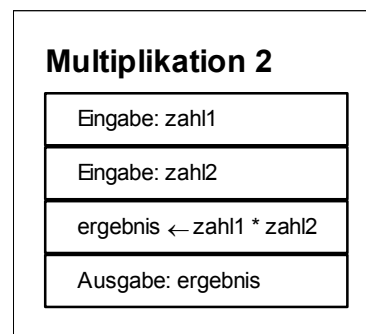 Multiplikation 2
Eingabe: zahl1
Eingabe: zahl2
ergebnis ← zahl1 * zahl2
Ausgabe: ergebnis